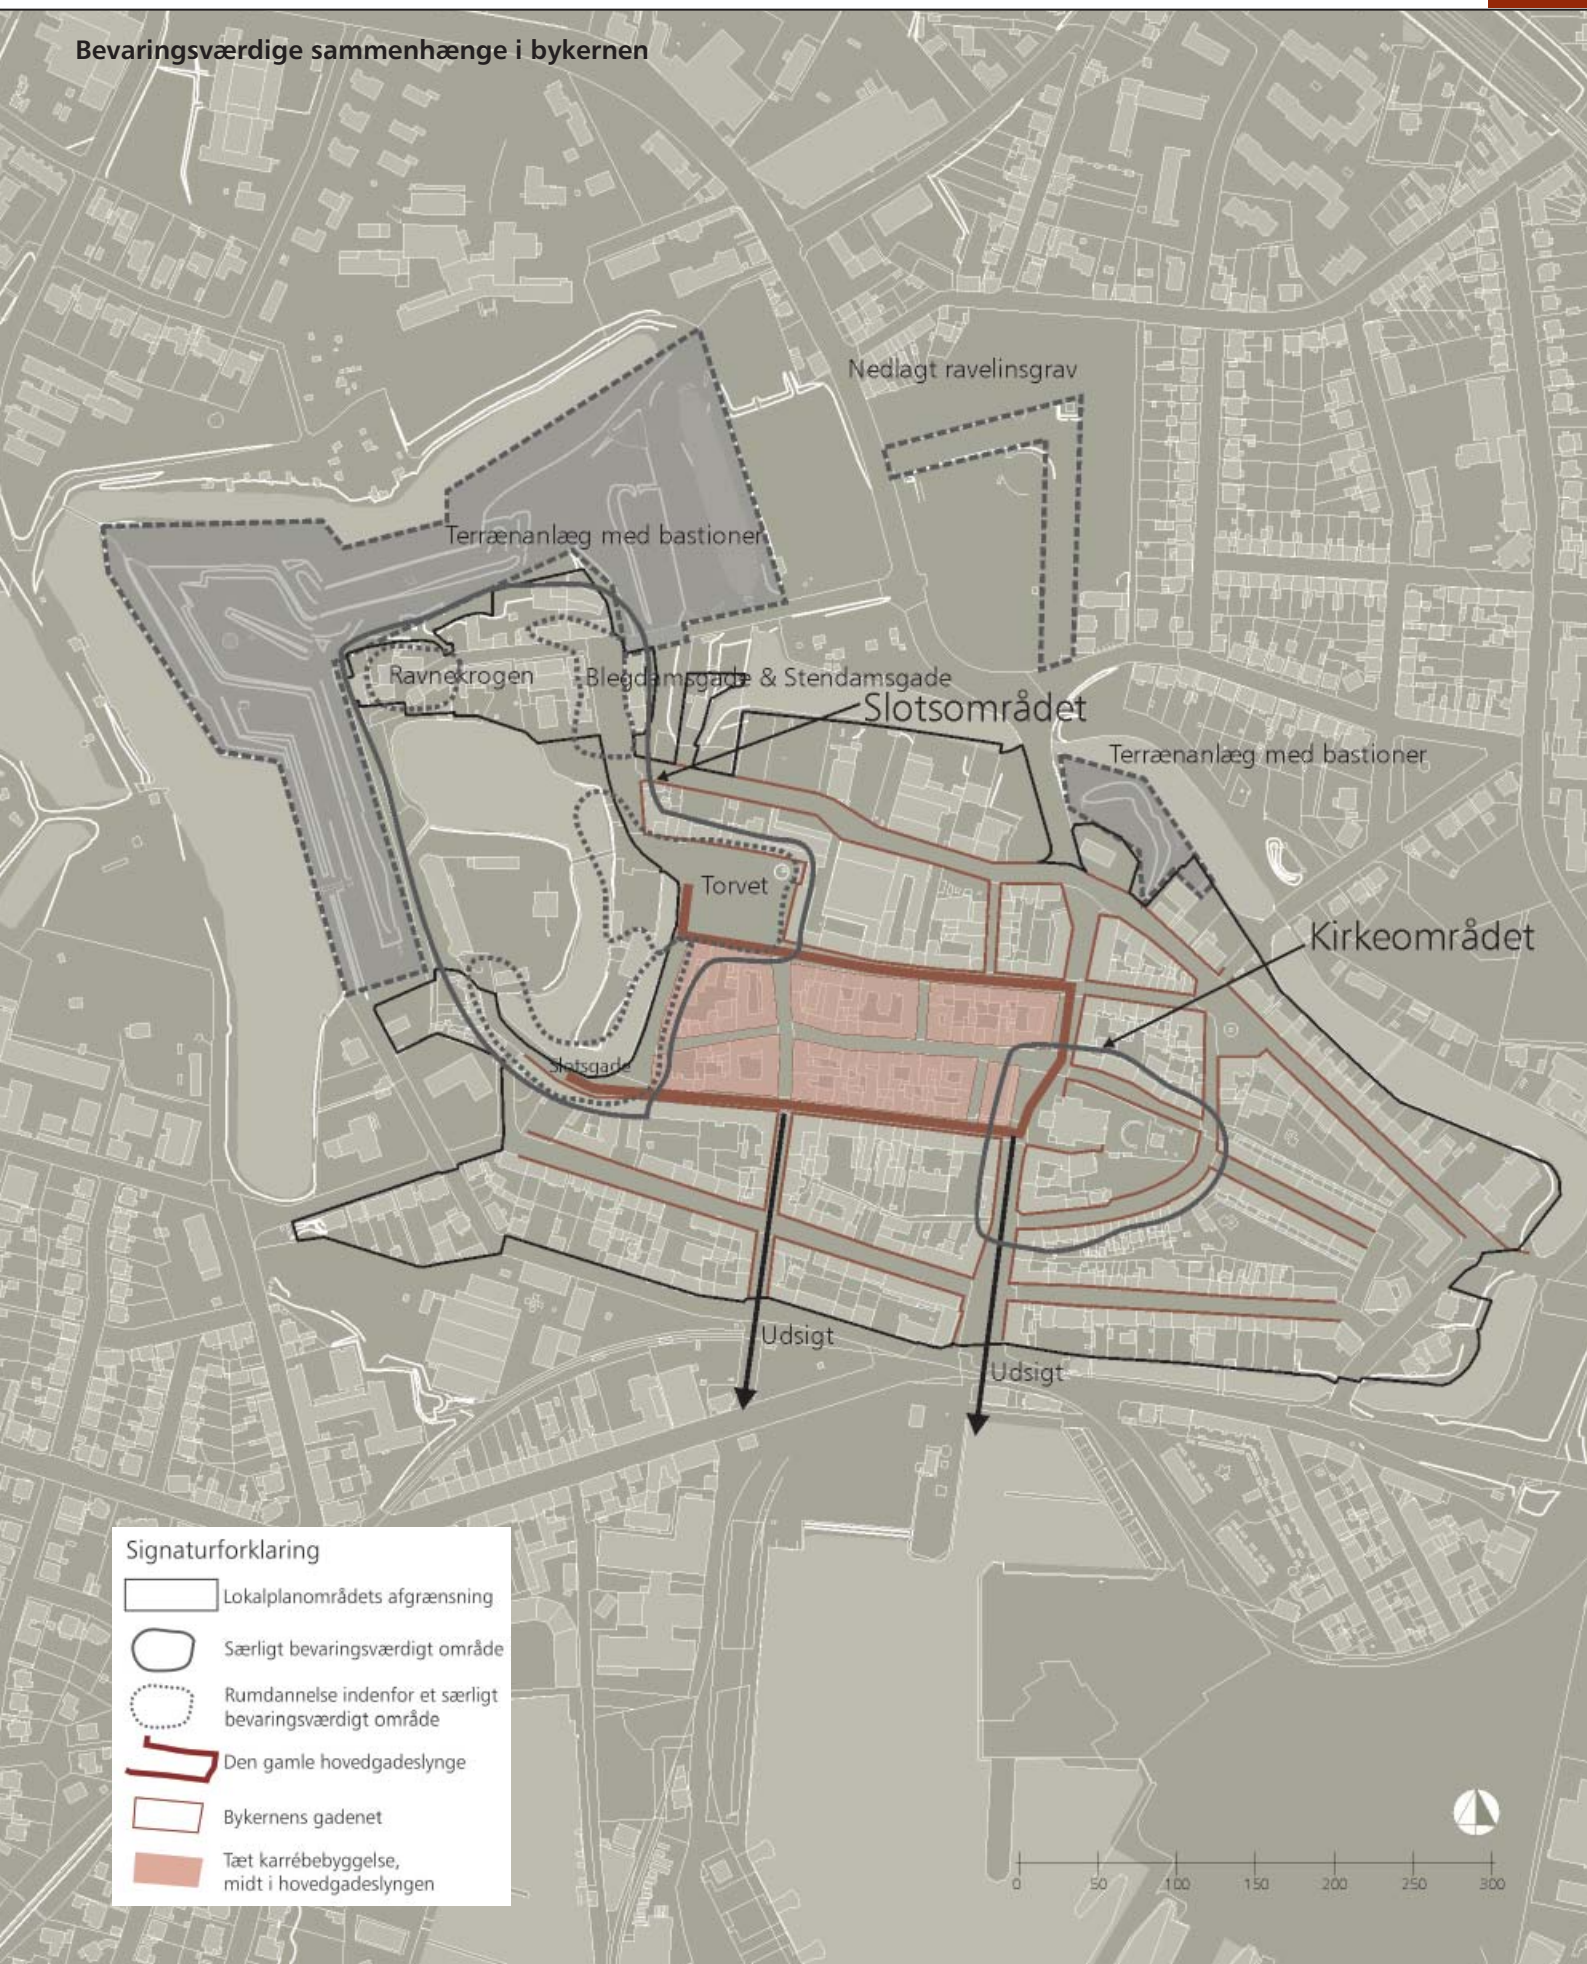 Bevaringsværdige sammenhænge i bykernen
Nedlagt ravelinsgrav
Terrænanlæg med bastioner
Ravnekrogen
Blegdamsgade & Stendamsgade
Slotsområdet
Terrænanlæg med bastioner
Torvet
Kirkeområdet
Slotsgade
Udsigt
Udsigt
Signaturforklaring
Lokalplanområdets afgrænsning
Særligt bevaringsværdigt område
Rumdannelse indenfor et særligt
bevaringsværdigt område
Den gamle hovedgadeslynge
Bykernens gadenet
Tæt karrébebyggelse,
midt i hovedgadeslyngen
0 50 100 150 200 250 300